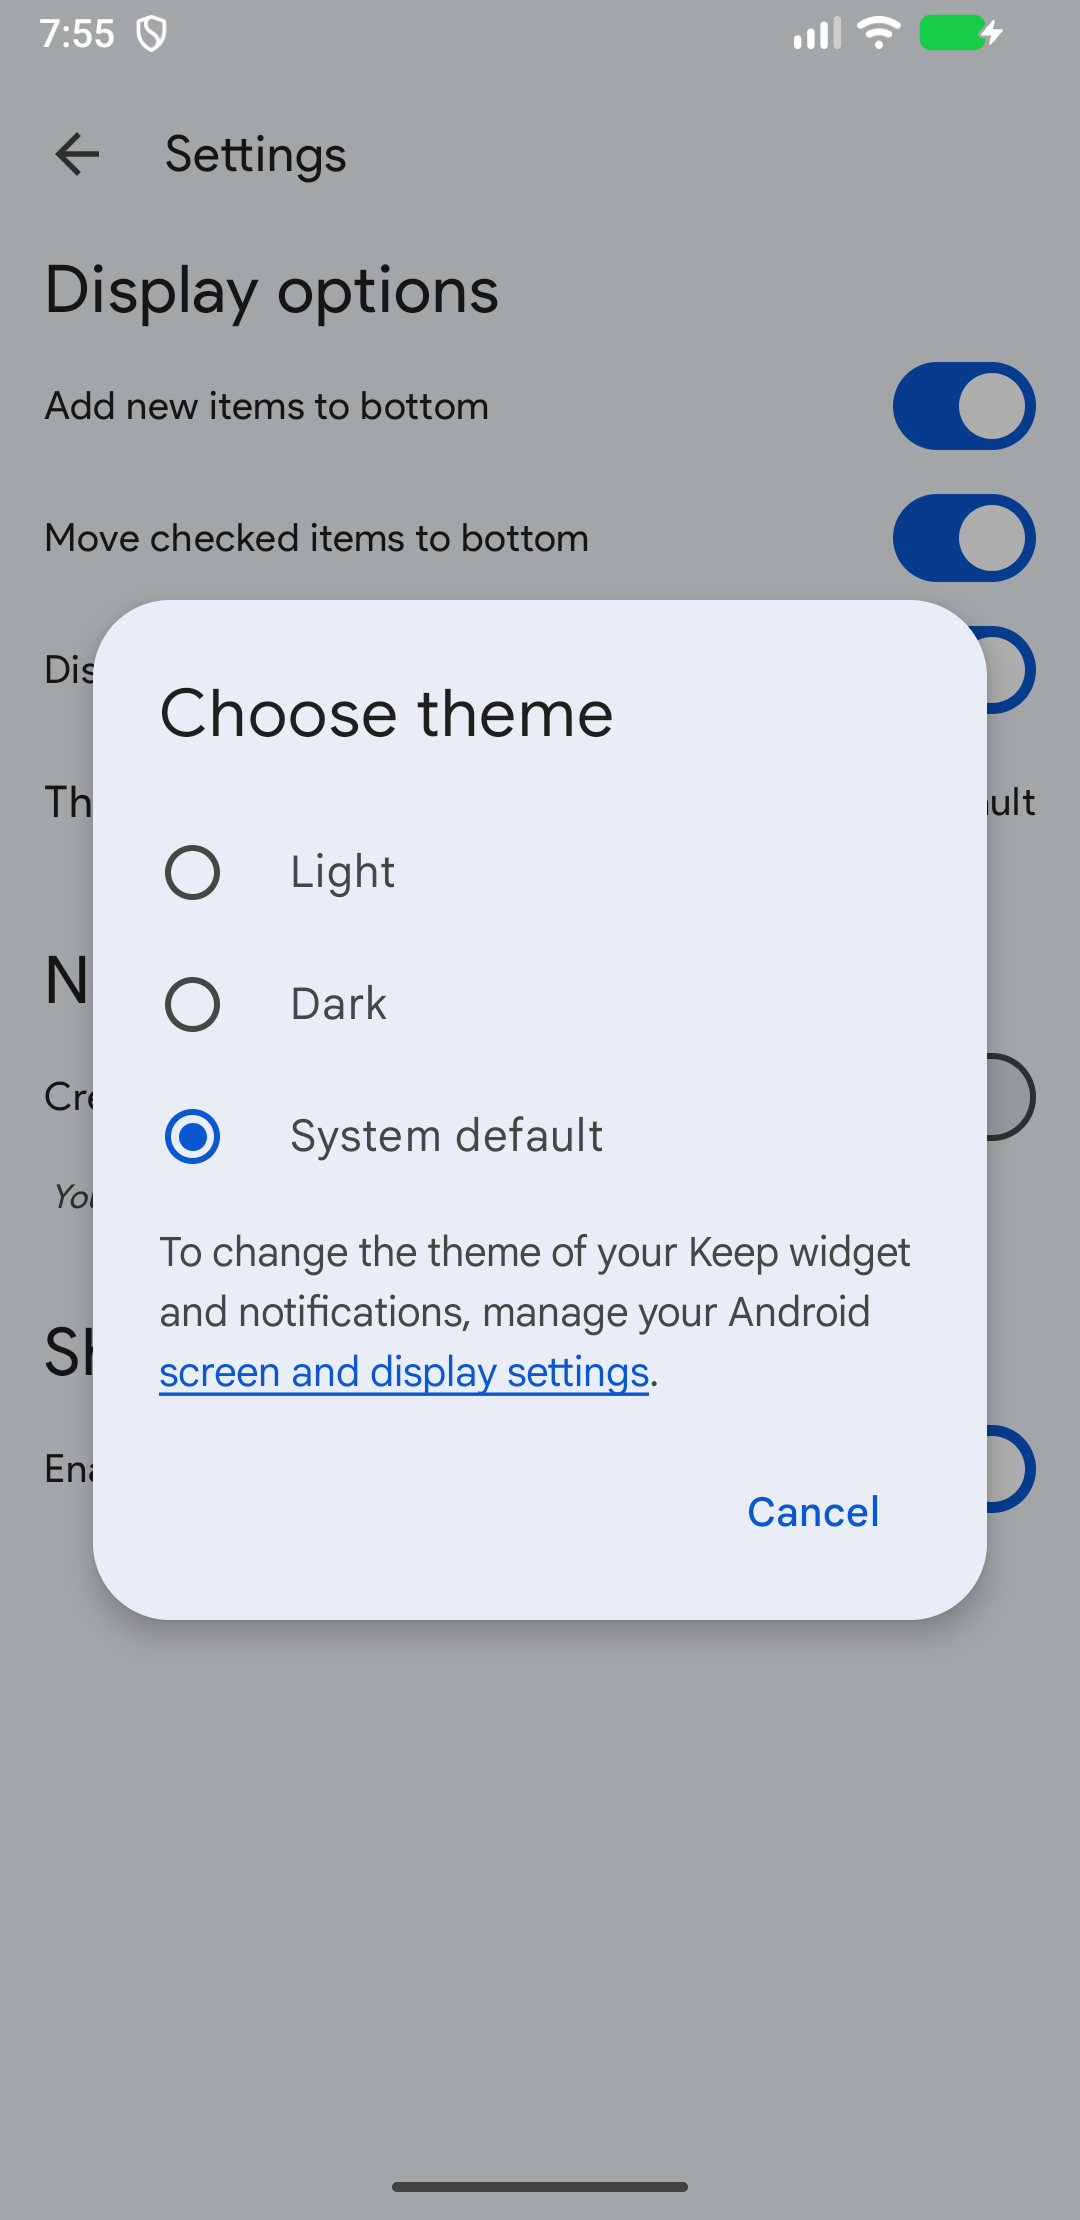 7:55
Settings
Display options
Add new items to bottom
Move checked items to bottom
Choose theme
Light
Dark
System default
To change the theme of your Keep widget
and notifications, manage your Android
screen and display settings.
Cancel